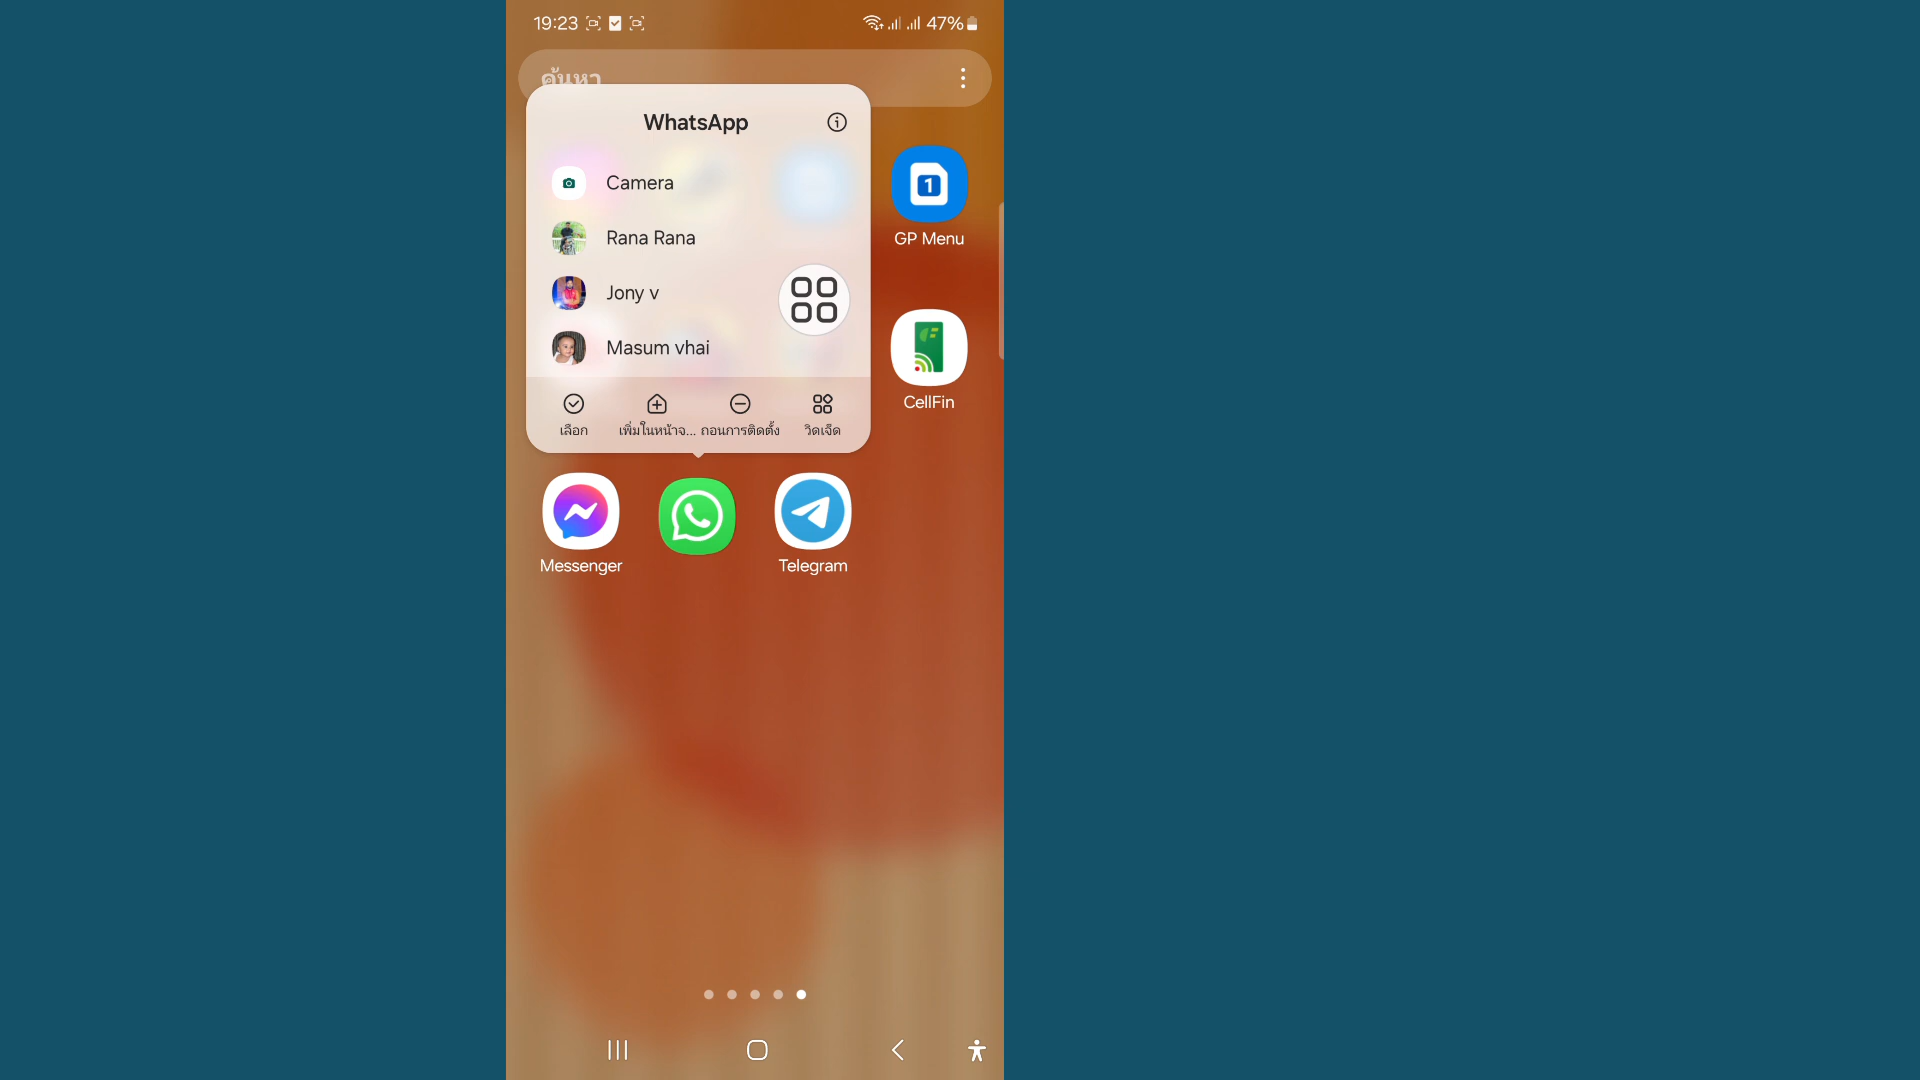 19:23
47%
ค้นหา
WhatsApp
Camera
Rana Rana
Jony v
Masum vhai
เลือก
เพิ่มในหน้าจ...
ถอนการติดตั้ง
วิดเจ็ต
1
GP Menu
CellFin
Messenger
Telegram